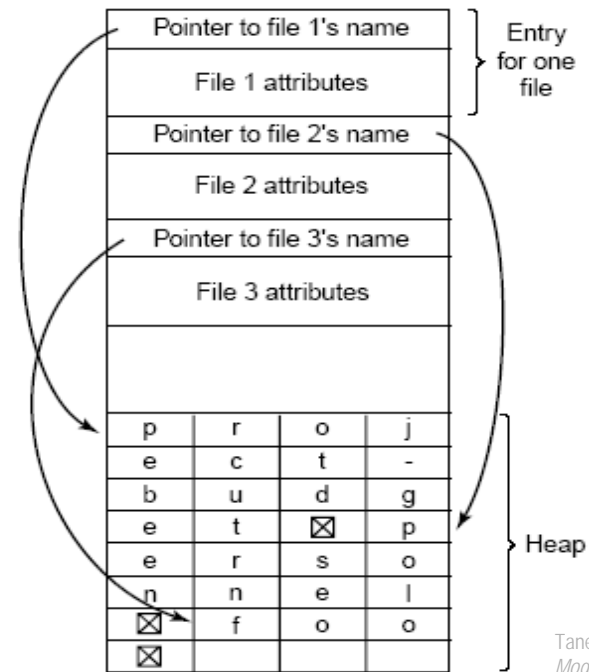 Pointer to file 1's name
Entry
for one
file
File 1 attributes
Pointer to file 2's name
File 2 attributes
Pointer to file 3's name
File 3 attributes
p r o j
e c t -
b u d g
e t ☒ p
e r s o
n n e l
☒ f o o
☒
Heap